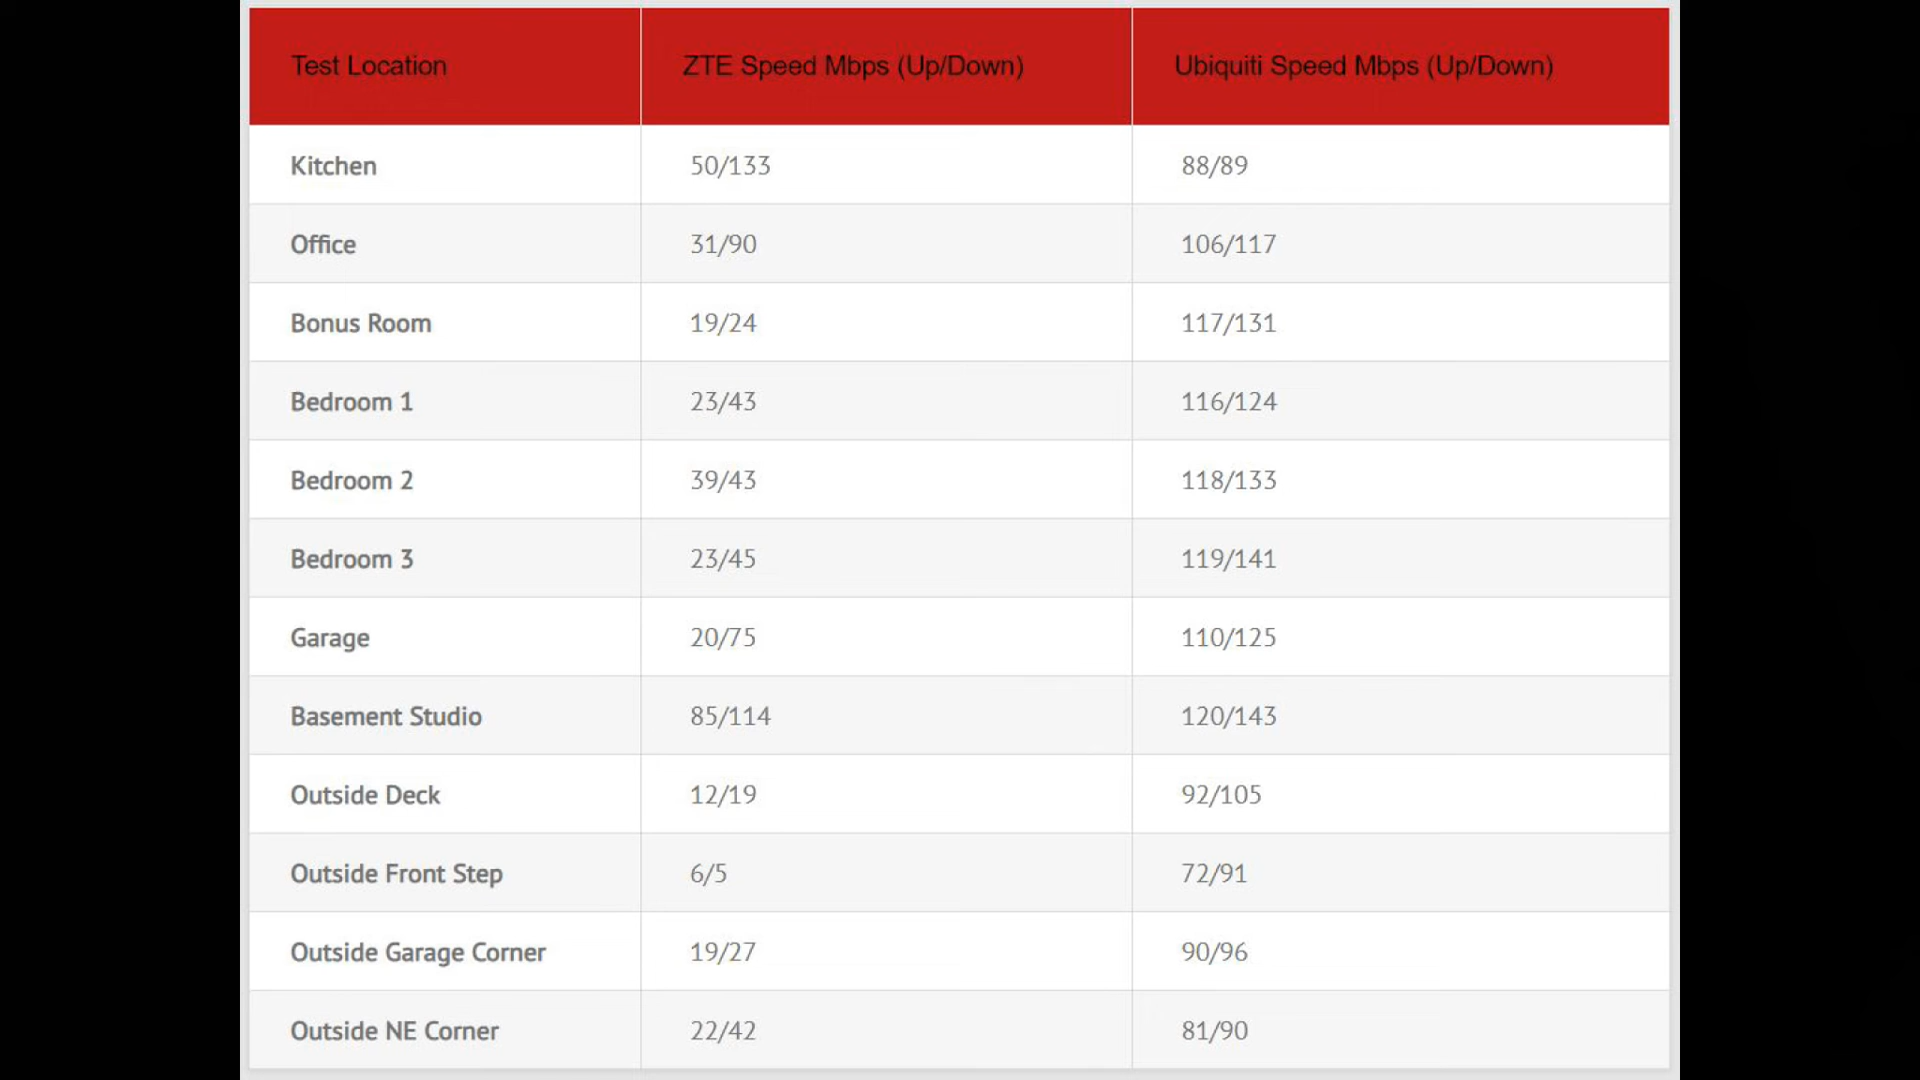 Test Location ZTE Speed Mbps (Up/Down) Ubiquiti Speed Mbps (Up/Down)
Kitchen 50/133 88/89
Office 31/90 106/117
Bonus Room 19/24 117/131
Bedroom 1 23/43 116/124
Bedroom 2 39/43 118/133
Bedroom 3 23/45 119/141
Garage 20/75 110/125
Basement Studio 85/114 120/143
Outside Deck 12/19 92/105
Outside Front Step 6/5 72/91
Outside Garage Corner 19/27 90/96
Outside NE Corner 22/42 81/90